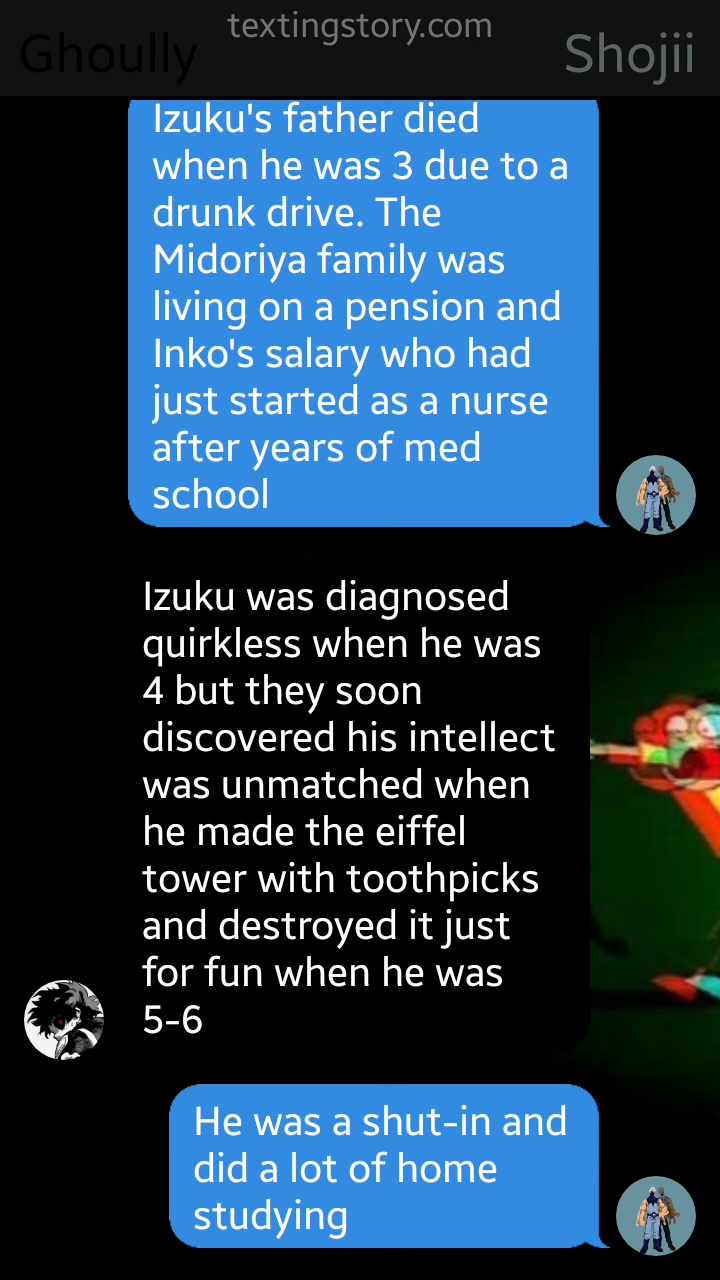 textingstory.com
Ghoully
Shojii
Izuku's father died
when he was 3 due to a
drunk drive. The
Midoriya family was
living on a pension and
Inko's salary who had
just started as a nurse
after years of med
school
Izuku was diagnosed
quirkless when he was
4 but they soon
discovered his intellect
was unmatched when
he made the eiffel
tower with toothpicks
and destroyed it just
for fun when he was
5-6
He was a shut-in and
did a lot of home
studying